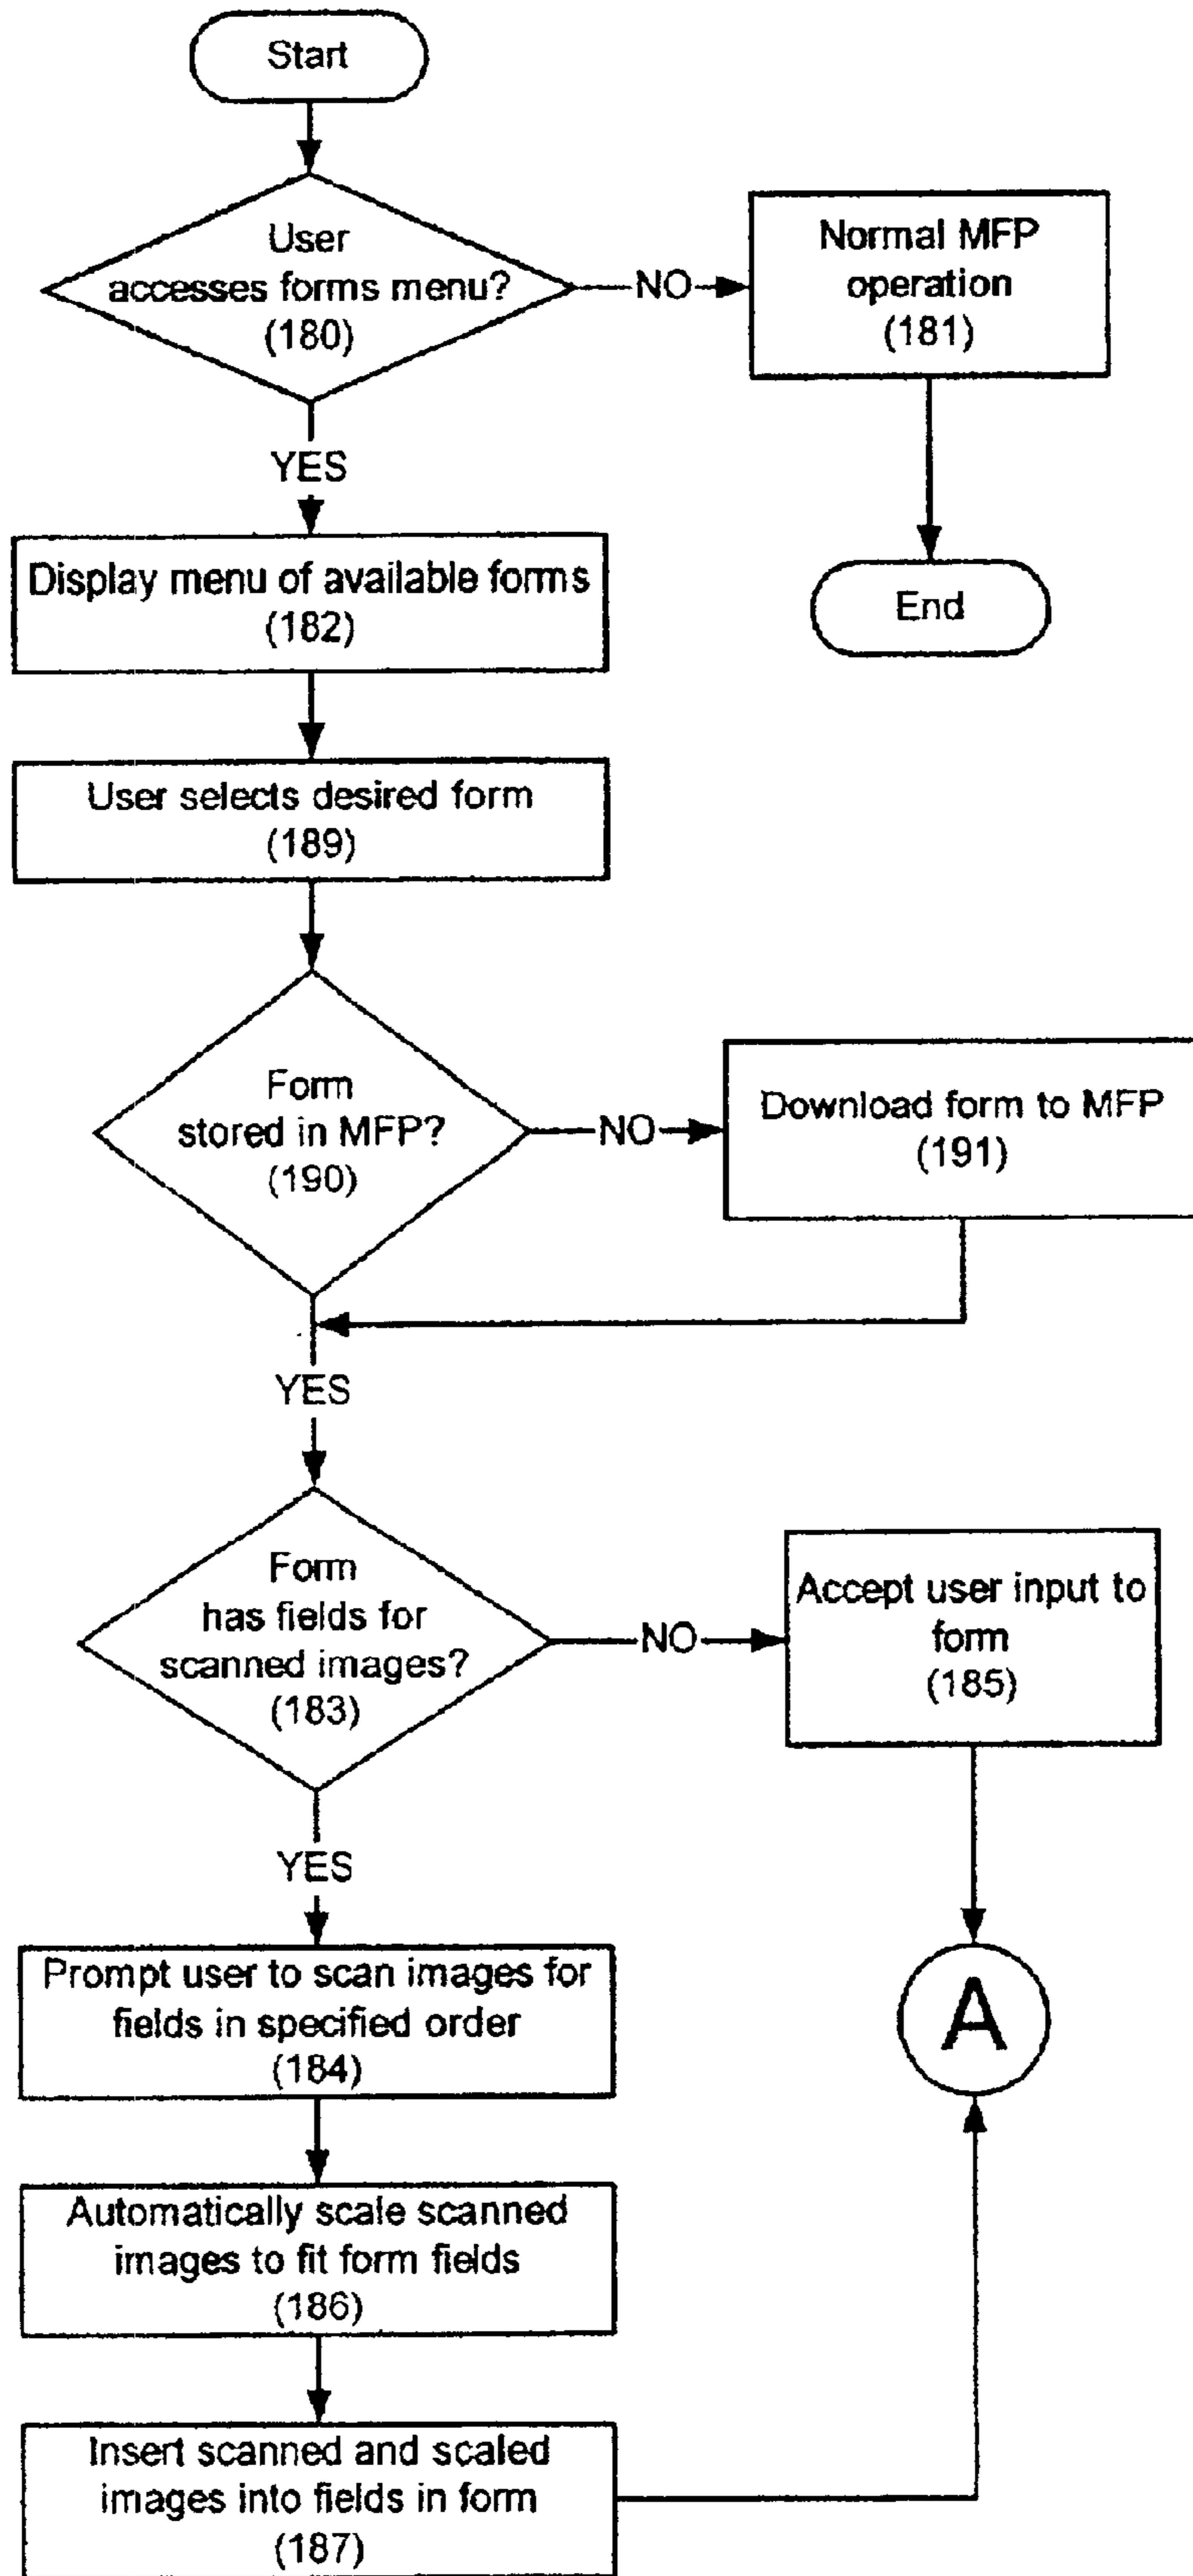 Start
User
accesses forms menu?
(180)
NO
Normal MFP
operation
(181)
YES
End
Display menu of available forms
(182)
User selects desired form
(189)
Form
stored in MFP?
(190)
NO
Download form to MFP
(191)
YES
Form
has fields for
scanned images?
(183)
NO
Accept user input to
form
(185)
YES
A
Prompt user to scan images for
fields in specified order
(184)
Automatically scale scanned
images to fit form fields
(186)
Insert scanned and scaled
images into fields in form
(187)